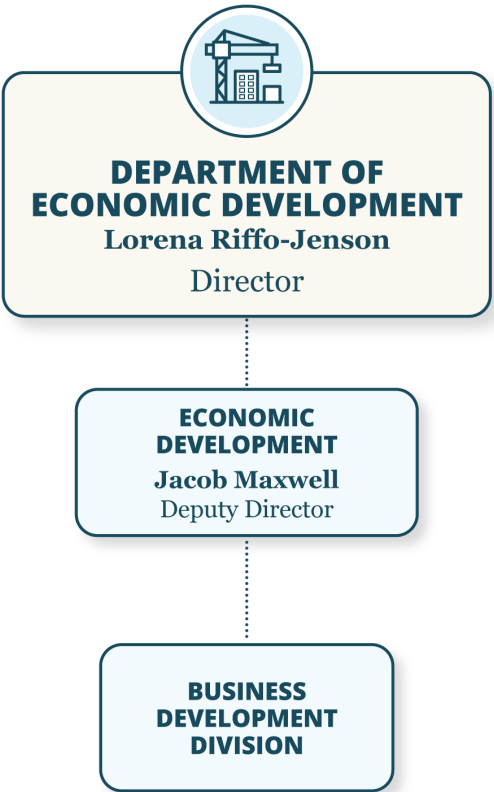 DEPARTMENT OF
ECONOMIC DEVELOPMENT
Lorena Riffo-Jenson
Director
ECONOMIC
DEVELOPMENT
Jacob Maxwell
Deputy Director
BUSINESS
DEVELOPMENT
DIVISION